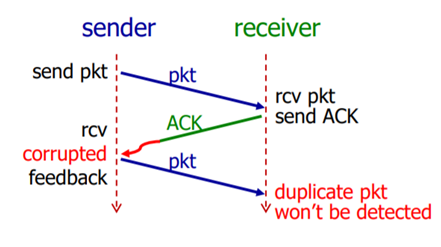 sender
receiver
send pkt
pkt
rcv pkt
send ACK
ACK
rcv
corrupted
feedback
pkt
duplicate pkt
won't be detected